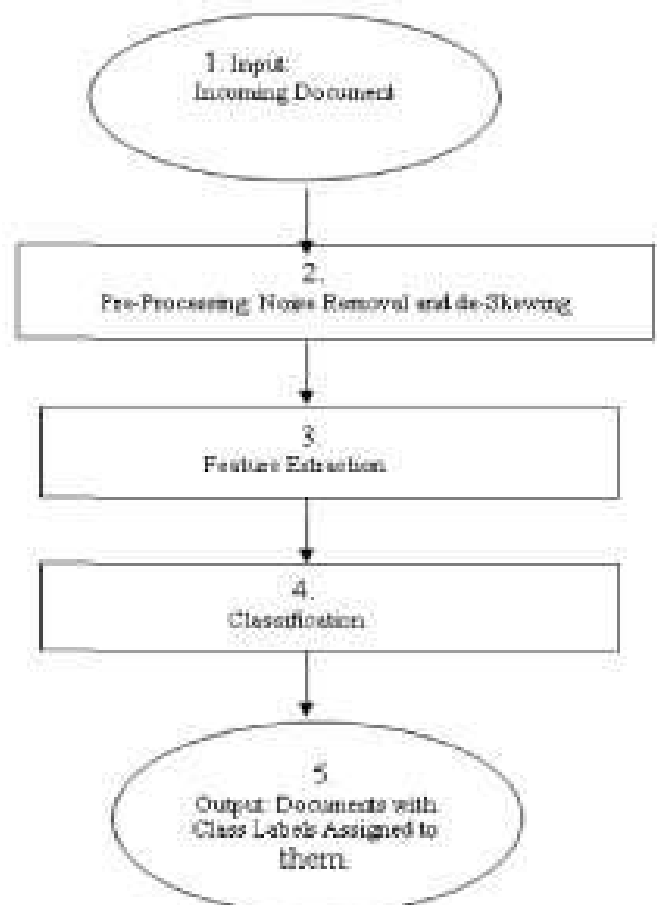 1. Input:
Incoming Document
2.
Pre-Processing: Noise Removal and de-Skewing
3
Feature Extraction
4.
Classification
5
Output: Documents with
Class Labels Assigned to
them.